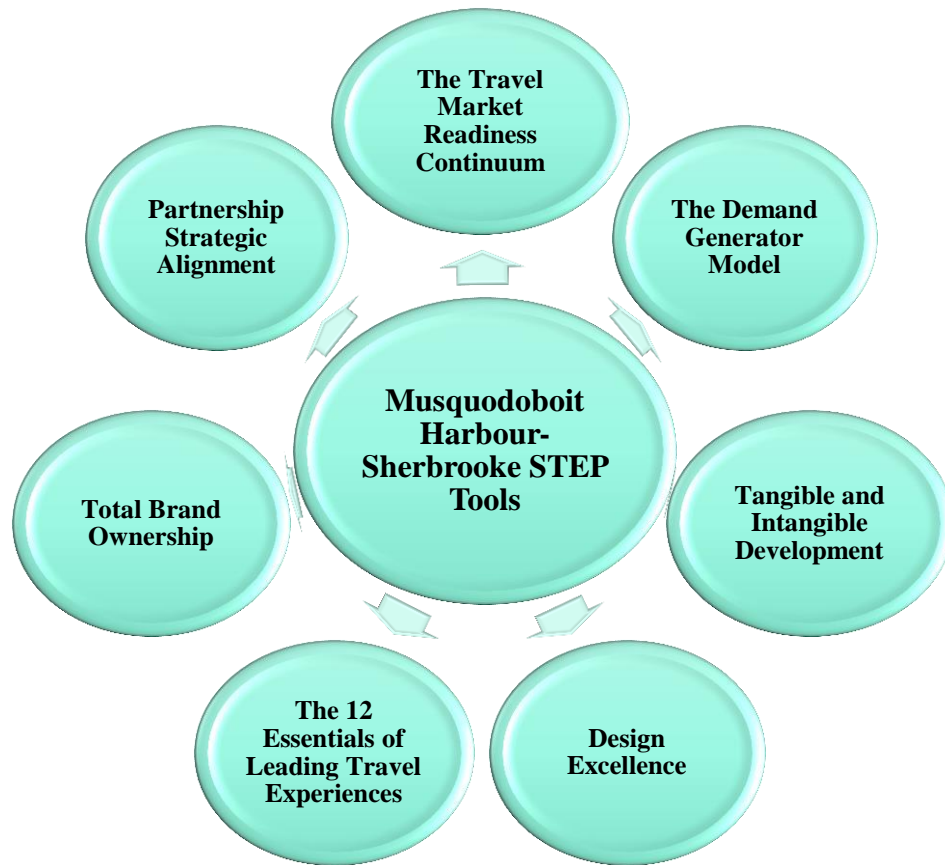 The Travel
Market
Readiness
Continuum
Partnership
Strategic
Alignment
The Demand
Generator
Model
Musquodoboit
Harbour-
Sherbrooke STEP
Tools
Total Brand
Ownership
Tangible and
Intangible
Development
The 12
Essentials of
Leading Travel
Experiences
Design
Excellence